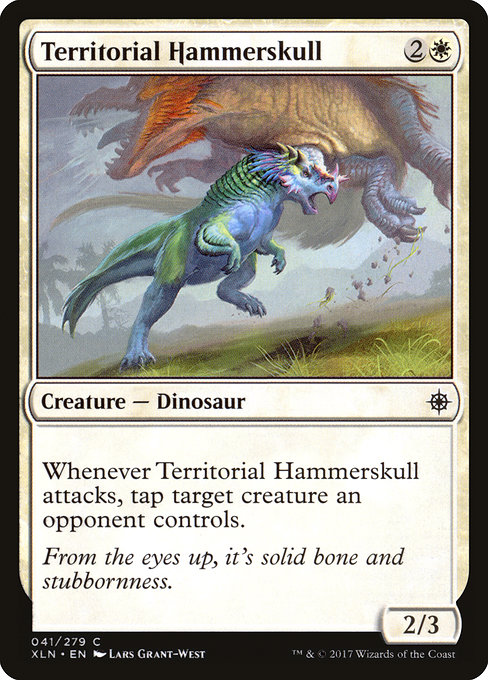 Territorial Hammerskull 2
Creature — Dinosaur
Whenever Territorial Hammerskull
attacks, tap target creature an
opponent controls.
From the eyes up, it's solid bone and
stubbornness.
2/3
041/279 C
XLN • EN Lars Grant-West
™ & © 2017 Wizards of the Coast